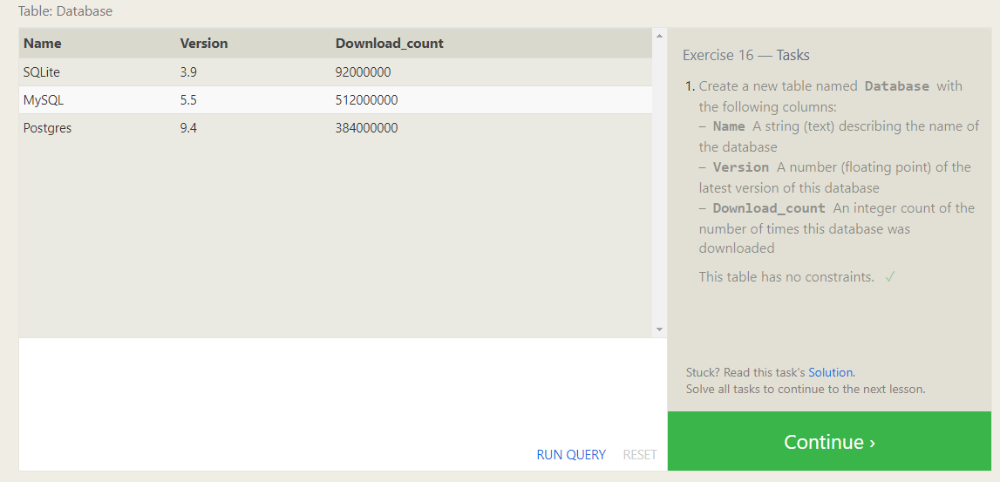 Table: Database
Name Version Download_count
SQLite 3.9 92000000
MySQL 5.5 512000000
Postgres 9.4 384000000
RUN QUERY RESET
Exercise 16 — Tasks
1. Create a new table named Database with
the following columns:
– Name A string (text) describing the name of
the database
– Version A number (floating point) of the
latest version of this database
– Download_count An integer count of the
number of times this database was
downloaded
This table has no constraints. ✓
Stuck? Read this task's Solution.
Solve all tasks to continue to the next lesson.
Continue ›